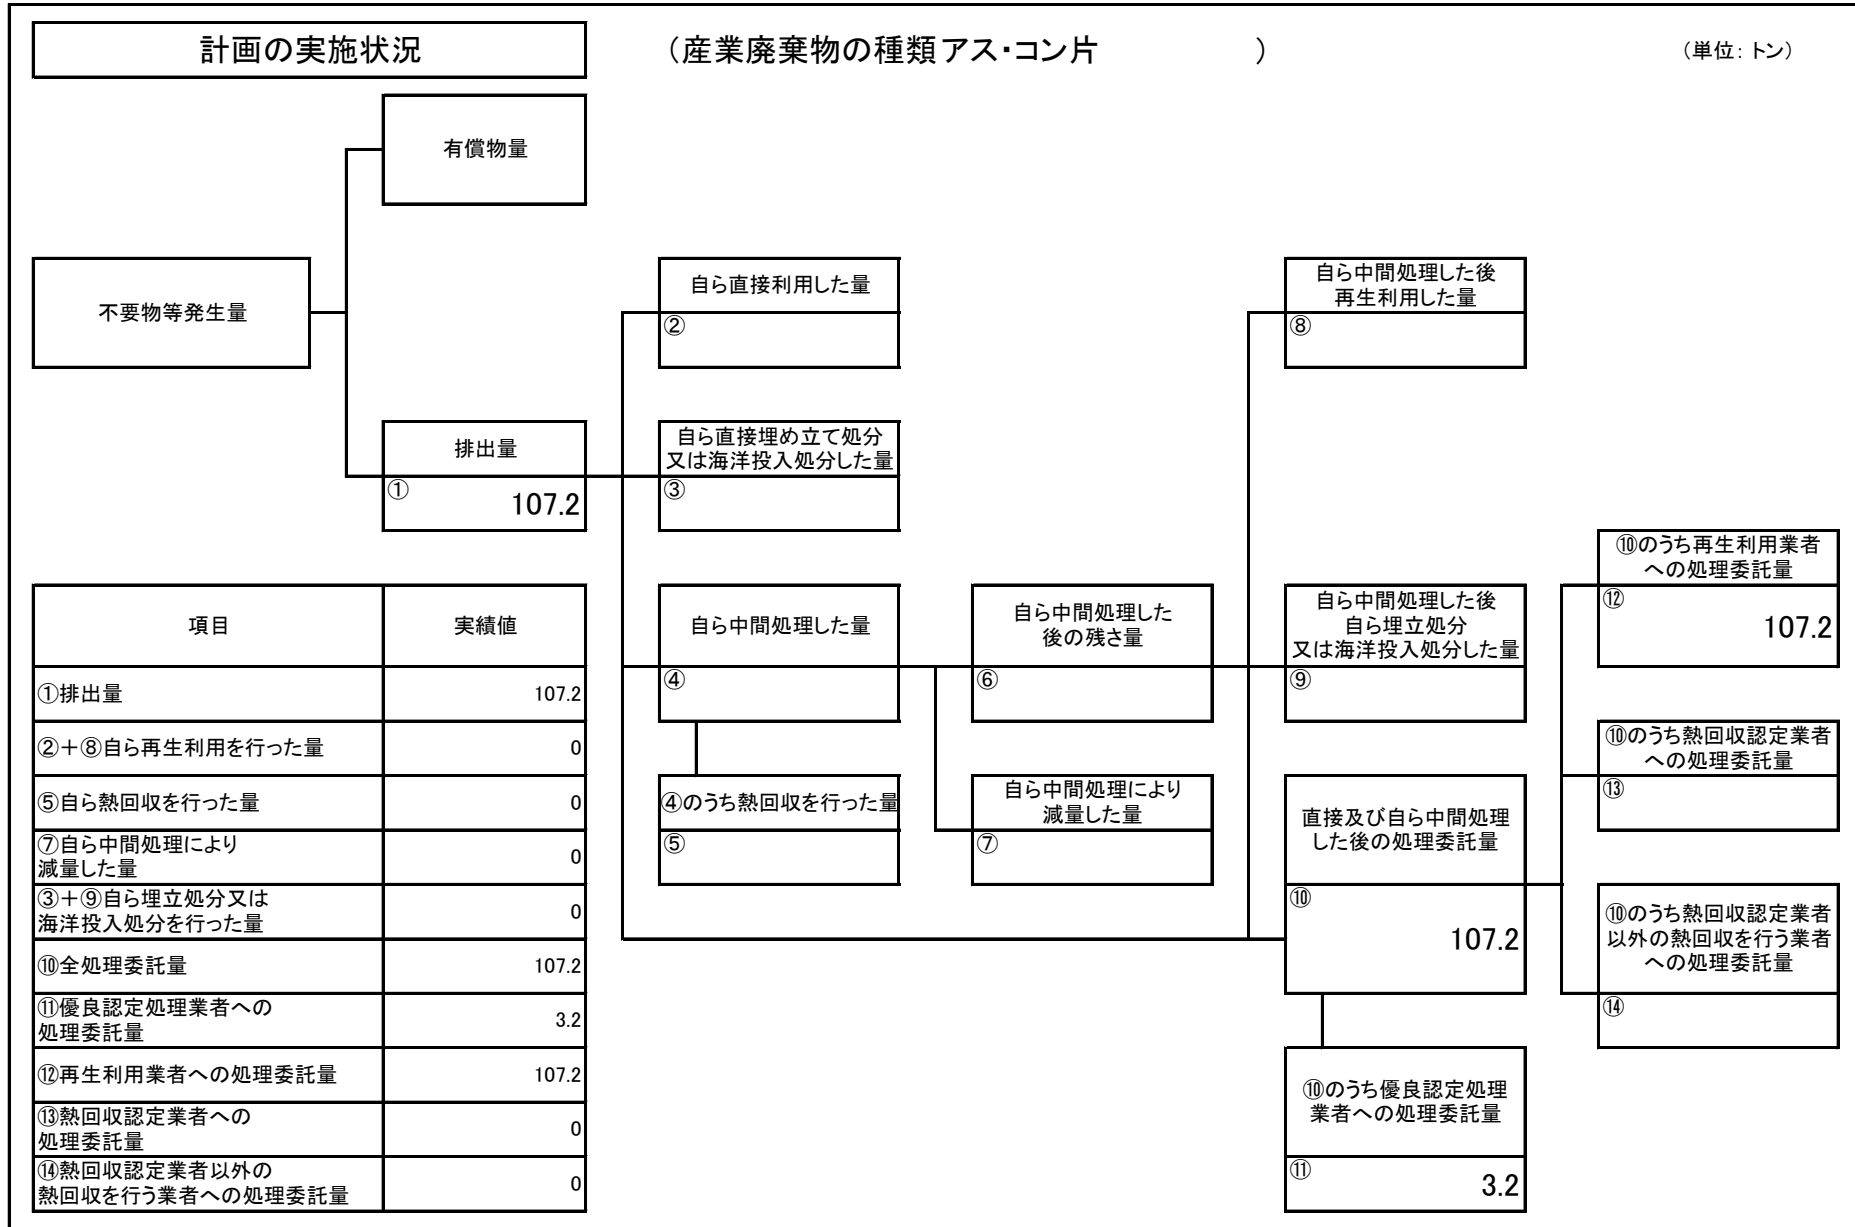 計画の実施状況
（産業廃棄物の種類アス・コン片　　　　　　）
（単位：トン）
有償物量
不要物等発生量
自ら直接利用した量
②
自ら中間処理した後
再生利用した量
⑧
排出量
①
107.2
自ら直接埋め立て処分
又は海洋投入処分した量
③
⑩のうち再生利用業者
への処理委託量
⑫
107.2
自ら中間処理した量
④
自ら中間処理した
後の残さ量
⑥
自ら中間処理した後
自ら埋立処分
又は海洋投入処分した量
⑨
⑩のうち熱回収認定業者
への処理委託量
⑬
④のうち熱回収を行った量
⑤
自ら中間処理により
減量した量
⑦
直接及び自ら中間処理
した後の処理委託量
⑩
107.2
⑩のうち熱回収認定業者
以外の熱回収を行う業者
への処理委託量
⑭
⑩のうち優良認定処理
業者への処理委託量
⑪
3.2
項目 実績値
①排出量 107.2
②＋⑧自ら再生利用を行った量 0
⑤自ら熱回収を行った量 0
⑦自ら中間処理により
減量した量 0
③＋⑨自ら埋立処分又は
海洋投入処分を行った量 0
⑩全処理委託量 107.2
⑪優良認定処理業者への
処理委託量 3.2
⑫再生利用業者への処理委託量 107.2
⑬熱回収認定業者への
処理委託量 0
⑭熱回収認定業者以外の
熱回収を行う業者への処理委託量 0